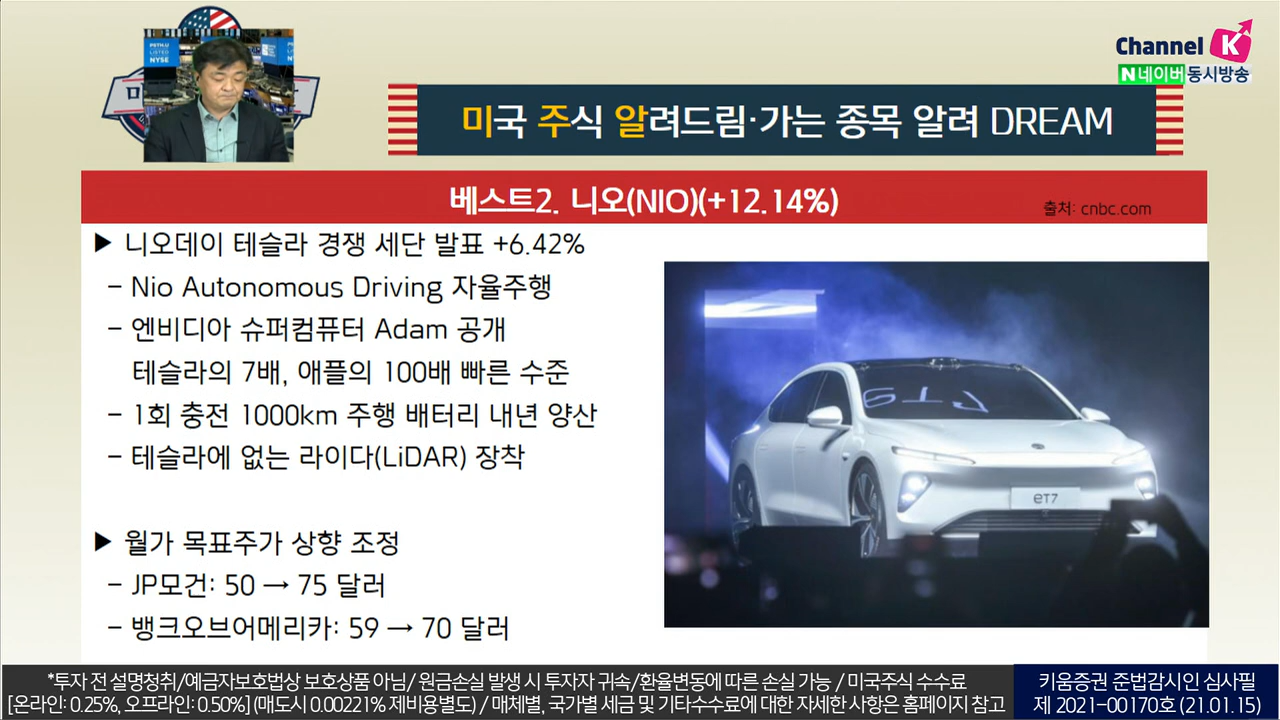 PSTH.U
LISTED
NYSE
Channel K
N 네이버 동시방송
미국 주식 알려드림·가는 종목 알려 DREAM
베스트2. 니오(NIO)(+12.14%)
출처: cnbc.com
▶ 니오데이 테슬라 경쟁 세단 발표 +6.42%
– Nio Autonomous Driving 자율주행
– 엔비디아 슈퍼컴퓨터 Adam 공개
테슬라의 7배, 애플의 100배 빠른 수준
– 1회 충전 1000km 주행 배터리 내년 양산
– 테슬라에 없는 라이다(LiDAR) 장착
eT7
▶ 월가 목표주가 상향 조정
– JP모건: 50 → 75 달러
– 뱅크오브어메리카: 59 → 70 달러
*투자 전 설명청취/예금자보호법상 보호상품 아님/ 원금손실 발생 시 투자자 귀속/환율변동에 따른 손실 가능 / 미국주식 수수료
[온라인: 0.25%, 오프라인: 0.50%] (매도시 0.00221% 제비용별도) / 매체별, 국가별 세금 및 기타수수료에 대한 자세한 사항은 홈페이지 참고
키움증권 준법감시인 심사필
제 2021-00170호 (21.01.15)